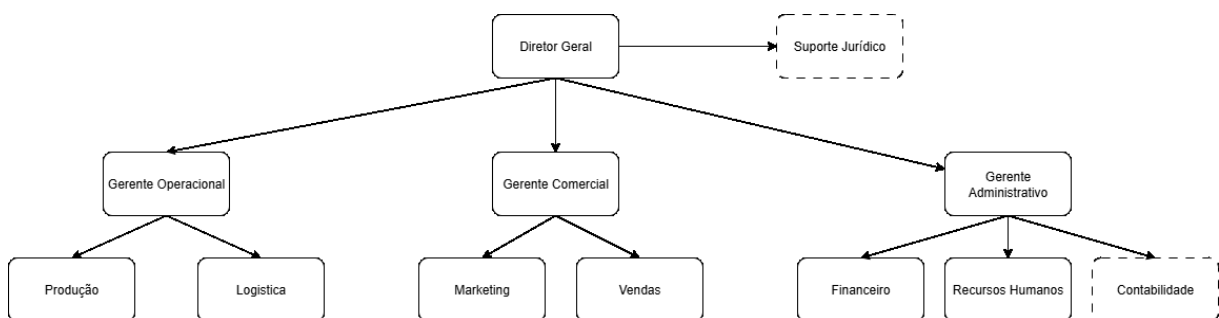 Diretor Geral
Suporte Jurídico
Gerente Operacional
Gerente Comercial
Gerente
Administrativo
Produção
Logistica
Marketing
Vendas
Financeiro
Recursos Humanos
Contabilidade